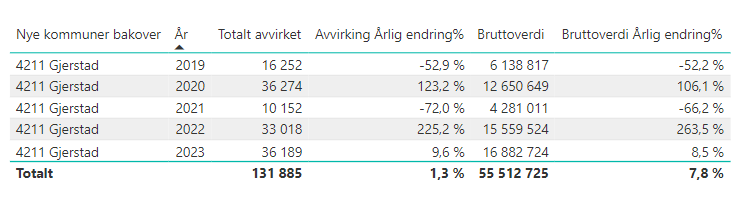 Nye kommuner bakover År Totalt avvirket Avvirking Årlig endring% Bruttoverdi Bruttoverdi Årlig endring%
4211 Gjerstad 2019 16 252 -52,9 % 6 138 817 -52,2 %
4211 Gjerstad 2020 36 274 123,2 % 12 650 649 106,1 %
4211 Gjerstad 2021 10 152 -72,0 % 4 281 011 -66,2 %
4211 Gjerstad 2022 33 018 225,2 % 15 559 524 263,5 %
4211 Gjerstad 2023 36 189 9,6 % 16 882 724 8,5 %
Totalt 131 885 1,3 % 55 512 725 7,8 %